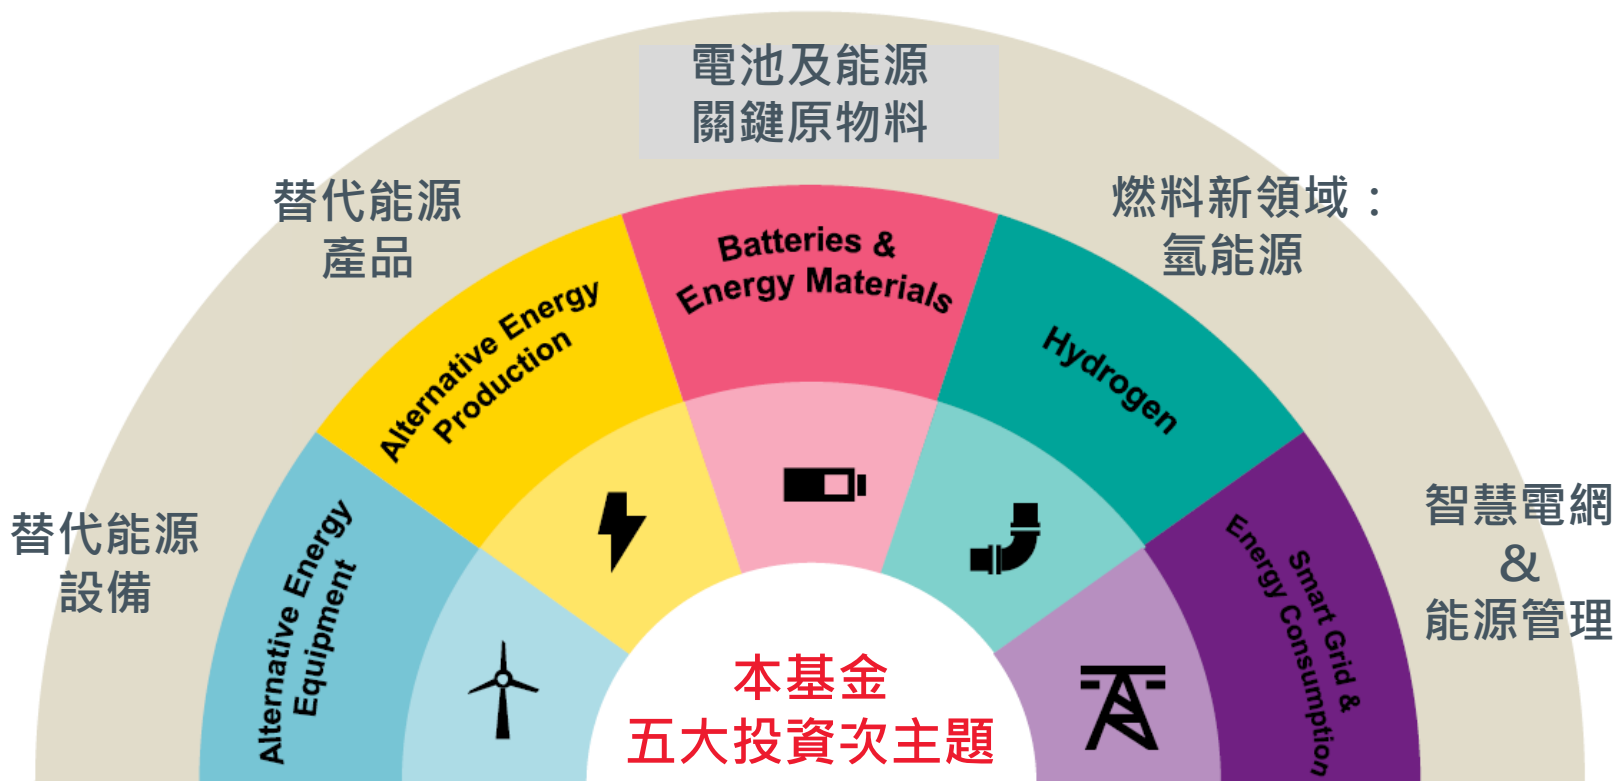 電池及能源
關鍵原物料
替代能源
產品
燃料新領域：
氫能源
替代能源
設備
智慧電網
&
能源管理
Alternative Energy
Equipment
Alternative Energy
Production
Batteries &
Energy Materials
Hydrogen
Smart Grid &
Energy Consumption
本基金
五大投資次主題